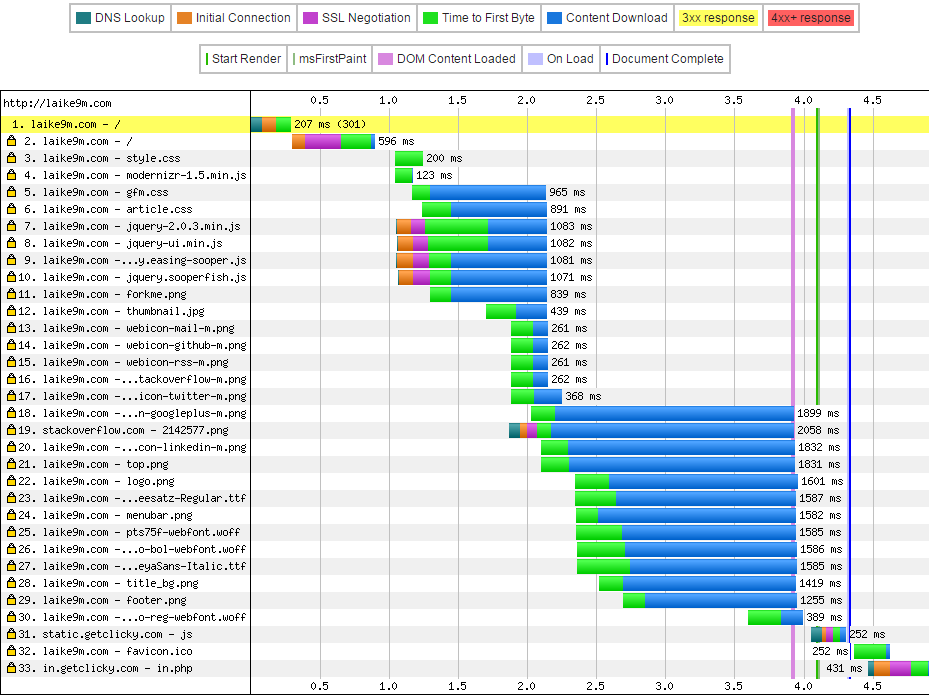 DNS Lookup Initial Connection SSL Negotiation Time to First Byte Content Download 3xx response 4xx+ response
Start Render msFirstPaint DOM Content Loaded On Load Document Complete
http://laike9m.com 0.5 1.0 1.5 2.0 2.5 3.0 3.5 4.0 4.5
1. laike9m.com - / 207 ms (301)
2. laike9m.com - / 596 ms
3. laike9m.com - style.css 200 ms
4. laike9m.com - modernizr-1.5.min.js 123 ms
5. laike9m.com - gfm.css 965 ms
6. laike9m.com - article.css 891 ms
7. laike9m.com - jquery-2.0.3.min.js 1083 ms
8. laike9m.com - jquery-ui.min.js 1082 ms
9. laike9m.com - ...y.easing-sooper.js 1081 ms
10. laike9m.com - jquery.sooperfish.js 1071 ms
11. laike9m.com - forkme.png 839 ms
12. laike9m.com - thumbnail.jpg 439 ms
13. laike9m.com - webicon-mail-m.png 261 ms
14. laike9m.com - webicon-github-m.png 262 ms
15. laike9m.com - webicon-rss-m.png 261 ms
16. laike9m.com -...tackoverflow-m.png 262 ms
17. laike9m.com -...icon-twitter-m.png 368 ms
18. laike9m.com -...n-googleplus-m.png 1899 ms
19. stackoverflow.com - 2142577.png 2058 ms
20. laike9m.com -...con-linkedin-m.png 1832 ms
21. laike9m.com - top.png 1831 ms
22. laike9m.com - logo.png 1601 ms
23. laike9m.com -...eesatz-Regular.ttf 1587 ms
24. laike9m.com - menubar.png 1582 ms
25. laike9m.com - pts75f-webfont.woff 1585 ms
26. laike9m.com -...o-bol-webfont.woff 1586 ms
27. laike9m.com -...eyaSans-Italic.ttf 1585 ms
28. laike9m.com - title_bg.png 1419 ms
29. laike9m.com - footer.png 1255 ms
30. laike9m.com -...o-reg-webfont.woff 389 ms
31. static.getclicky.com - js 252 ms
32. laike9m.com - favicon.ico 252 ms
33. in.getclicky.com - in.php 431 ms
0.5 1.0 1.5 2.0 2.5 3.0 3.5 4.0 4.5